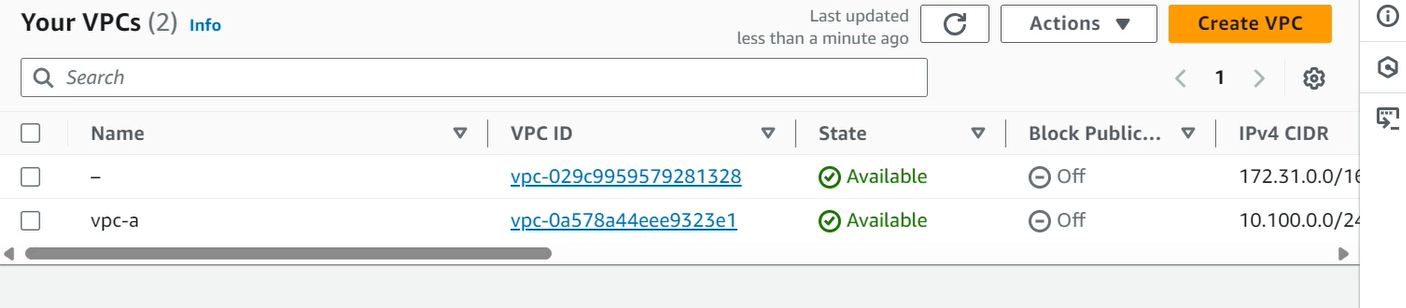 Your VPCs (2) Info
Last updated
less than a minute ago
Actions
Create VPC
Search
1
Name VPC ID State Block Public... IPv4 CIDR
– vpc-029c9959579281328 Available Off 172.31.0.0/16
vpc-a vpc-0a578a44eee9323e1 Available Off 10.100.0.0/24